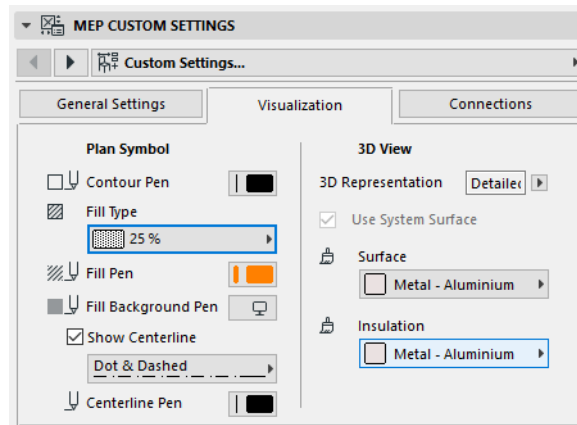 MEP CUSTOM SETTINGS
Custom Settings...
General Settings
Visualization
Connections
Plan Symbol
Contour Pen
Fill Type
25 %
Fill Pen
Fill Background Pen
Show Centerline
Dot & Dashed
Centerline Pen
3D View
3D Representation
Use System Surface
Surface
Metal - Aluminium
Insulation
Metal - Aluminium